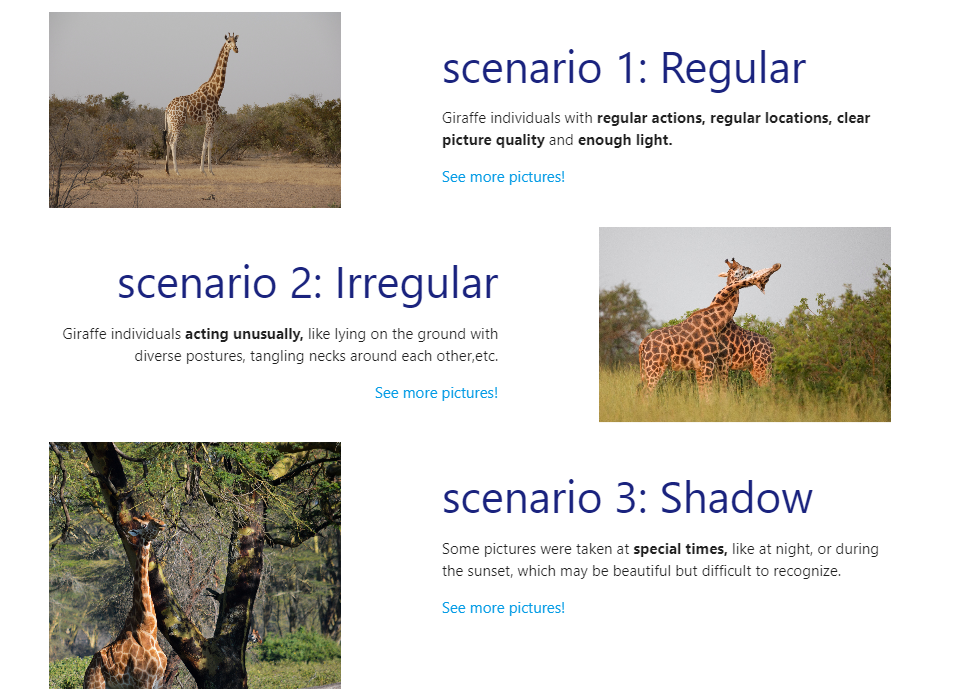 scenario 1: Regular
Giraffe individuals with regular actions, regular locations, clear
picture quality and enough light.
See more pictures!
scenario 2: Irregular
Giraffe individuals acting unusually, like lying on the ground with
diverse postures, tangling necks around each other,etc.
See more pictures!
scenario 3: Shadow
Some pictures were taken at special times, like at night, or during
the sunset, which may be beautiful but difficult to recognize.
See more pictures!